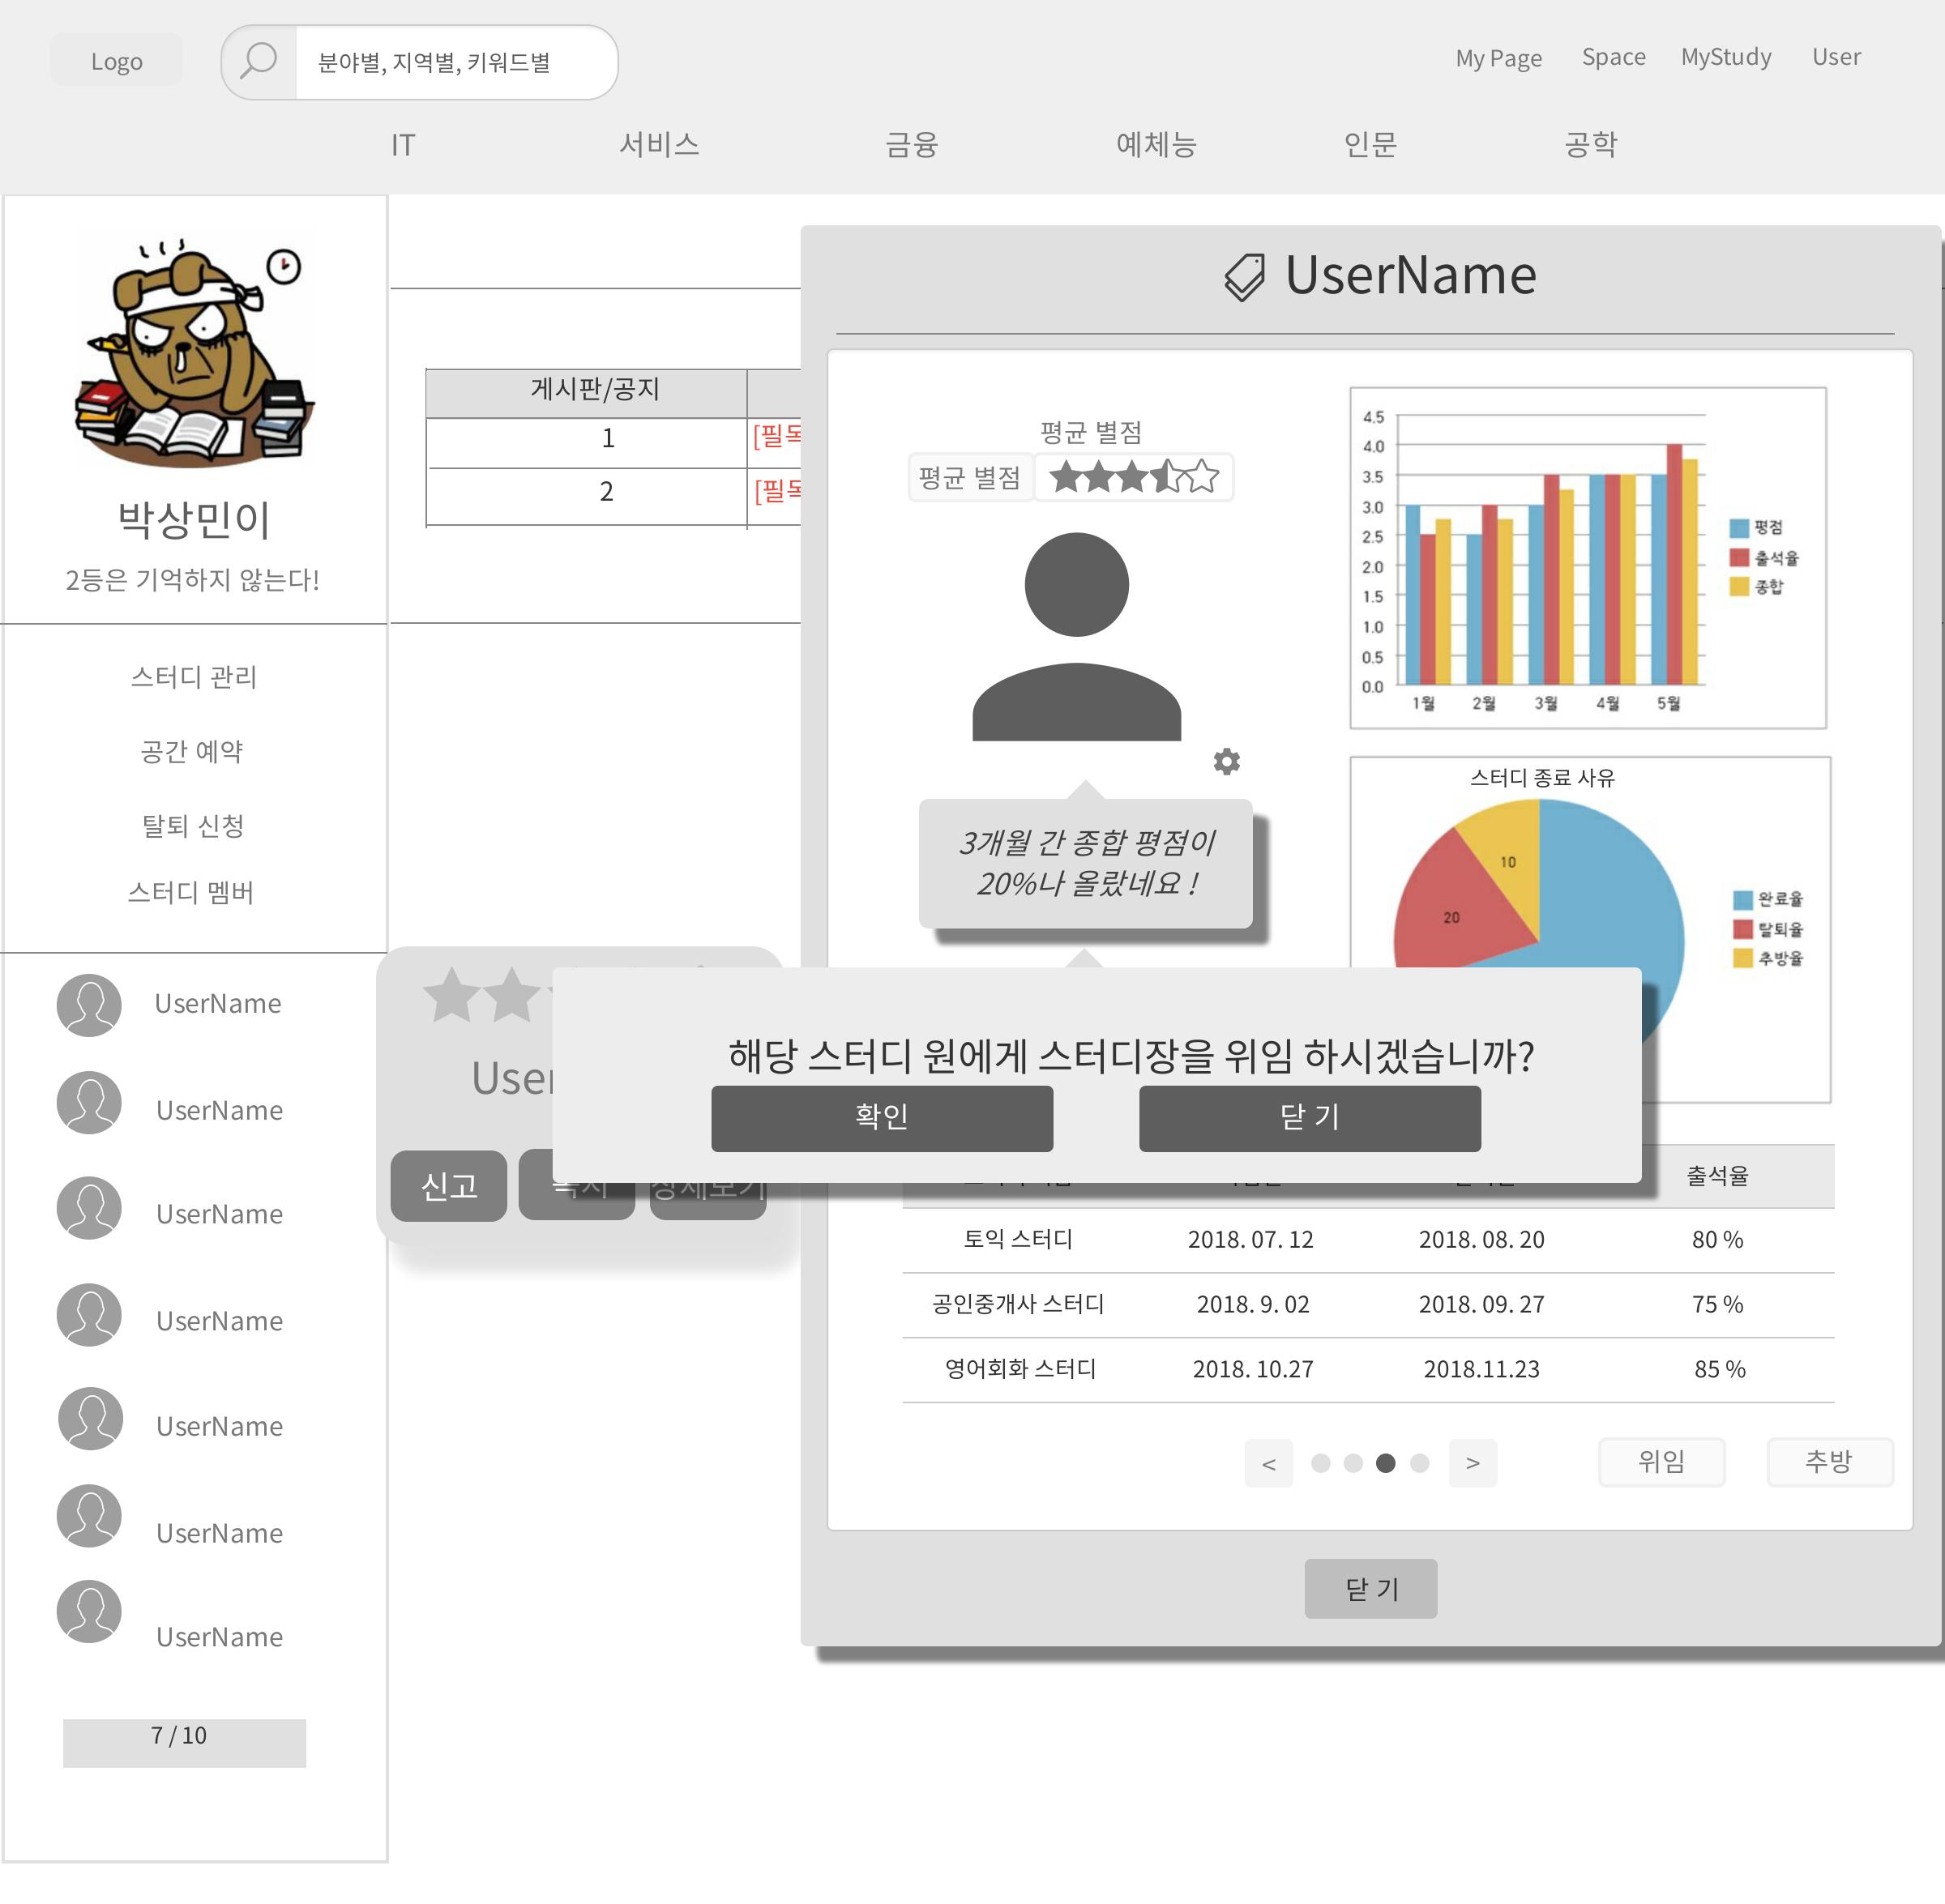 Logo
분야별, 지역별, 키워드별
My Page Space MyStudy User
IT 서비스 금융 예체능 인문 공학
박상민이
2등은 기억하지 않는다!
스터디 관리
공간 예약
탈퇴 신청
스터디 멤버
UserName
UserName
UserName
UserName
UserName
UserName
UserName
7 / 10
게시판/공지
1
2
신고
UserName
평균 별점
평균 별점
3개월 간 종합 평점이
20%나 올랐네요 !
4.5
4.0
3.5
3.0
2.5
2.0
1.5
1.0
0.5
0.0
1월 2월 3월 4월 5월
평점
출석율
종합
스터디 종료 사유
10
20
완료율
탈퇴율
추방율
해당 스터디 원에게 스터디장을 위임 하시겠습니까?
확인 닫 기
출석율
토익 스터디 2018. 07. 12 2018. 08. 20 80 %
공인중개사 스터디 2018. 9. 02 2018. 09. 27 75 %
영어회화 스터디 2018. 10.27 2018.11.23 85 %
< > 위임 추방
닫 기